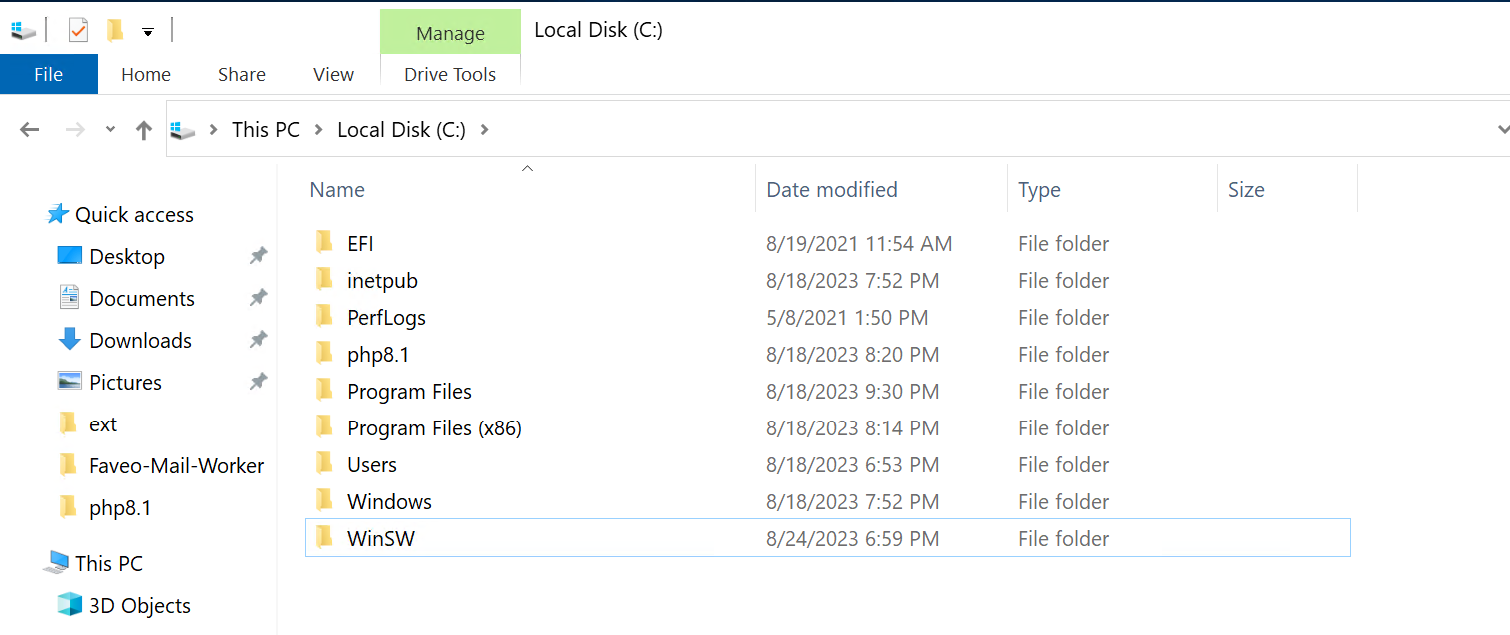 Manage Local Disk (C:)
File Home Share View Drive Tools
This PC Local Disk (C:)
Name Date modified Type Size
Quick access
Desktop
Documents
Downloads
Pictures
ext
Faveo-Mail-Worker
php8.1
This PC
3D Objects
EFI 8/19/2021 11:54 AM File folder
inetpub 8/18/2023 7:52 PM File folder
PerfLogs 5/8/2021 1:50 PM File folder
php8.1 8/18/2023 8:20 PM File folder
Program Files 8/18/2023 9:30 PM File folder
Program Files (x86) 8/18/2023 8:14 PM File folder
Users 8/18/2023 6:53 PM File folder
Windows 8/18/2023 7:52 PM File folder
WinSW 8/24/2023 6:59 PM File folder